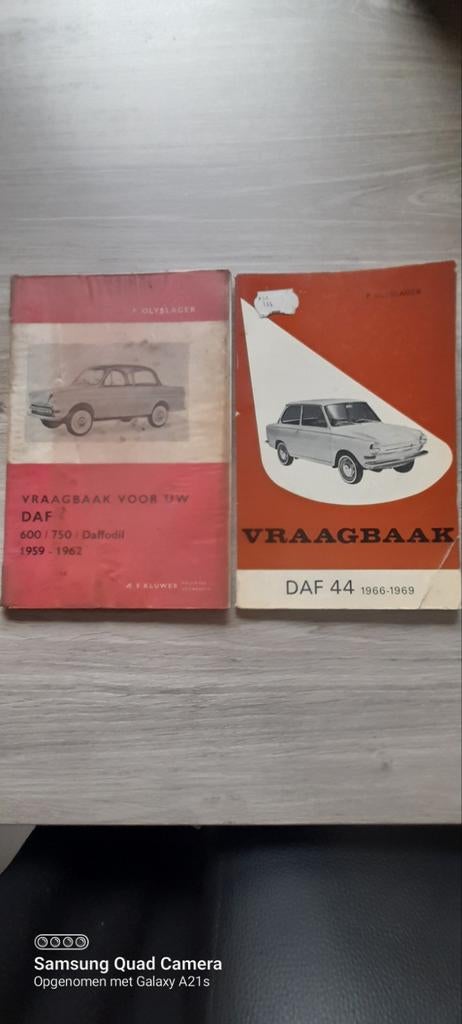 P. OLYSLAGER
VRAAGBAAK VOOR UW
DAF
600 / 750 / Daffodil
1959 - 1962
Æ E KLUWER
P. OLYSLAGER
VRAAGBAAK
DAF 44 1966-1969
Samsung Quad Camera
Opgenomen met Galaxy A21s